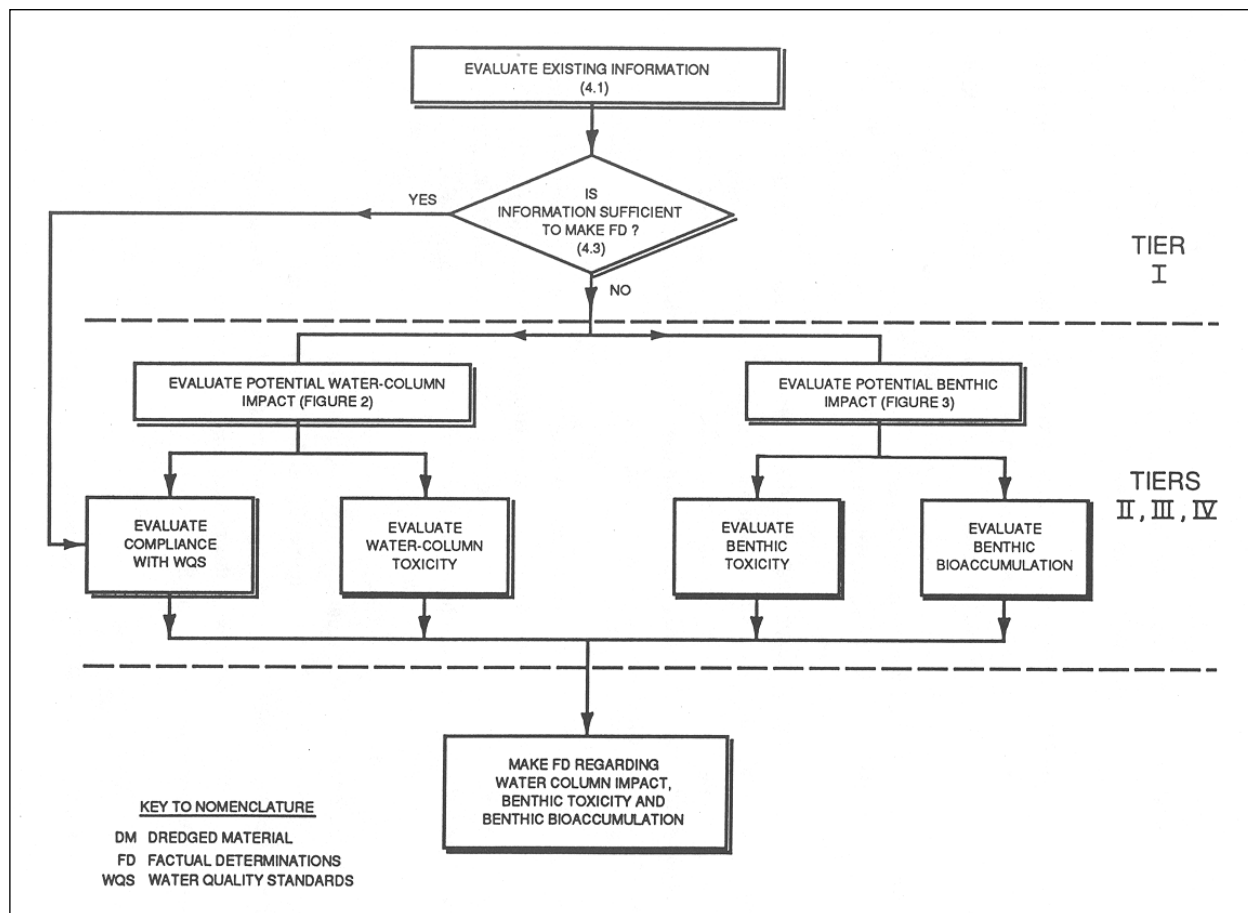 EVALUATE EXISTING INFORMATION
(4.1)
IS
INFORMATION SUFFICIENT
TO MAKE FD ?
(4.3)
YES
NO
TIER
I
EVALUATE POTENTIAL WATER-COLUMN
IMPACT (FIGURE 2)
EVALUATE POTENTIAL BENTHIC
IMPACT (FIGURE 3)
EVALUATE
COMPLIANCE
WITH WQS
EVALUATE
WATER-COLUMN
TOXICITY
EVALUATE
BENTHIC
TOXICITY
EVALUATE
BENTHIC
BIOACCUMULATION
TIERS
II, III, IV
MAKE FD REGARDING
WATER COLUMN IMPACT,
BENTHIC TOXICITY AND
BENTHIC BIOACCUMULATION
KEY TO NOMENCLATURE
DM DREDGED MATERIAL
FD FACTUAL DETERMINATIONS
WQS WATER QUALITY STANDARDS